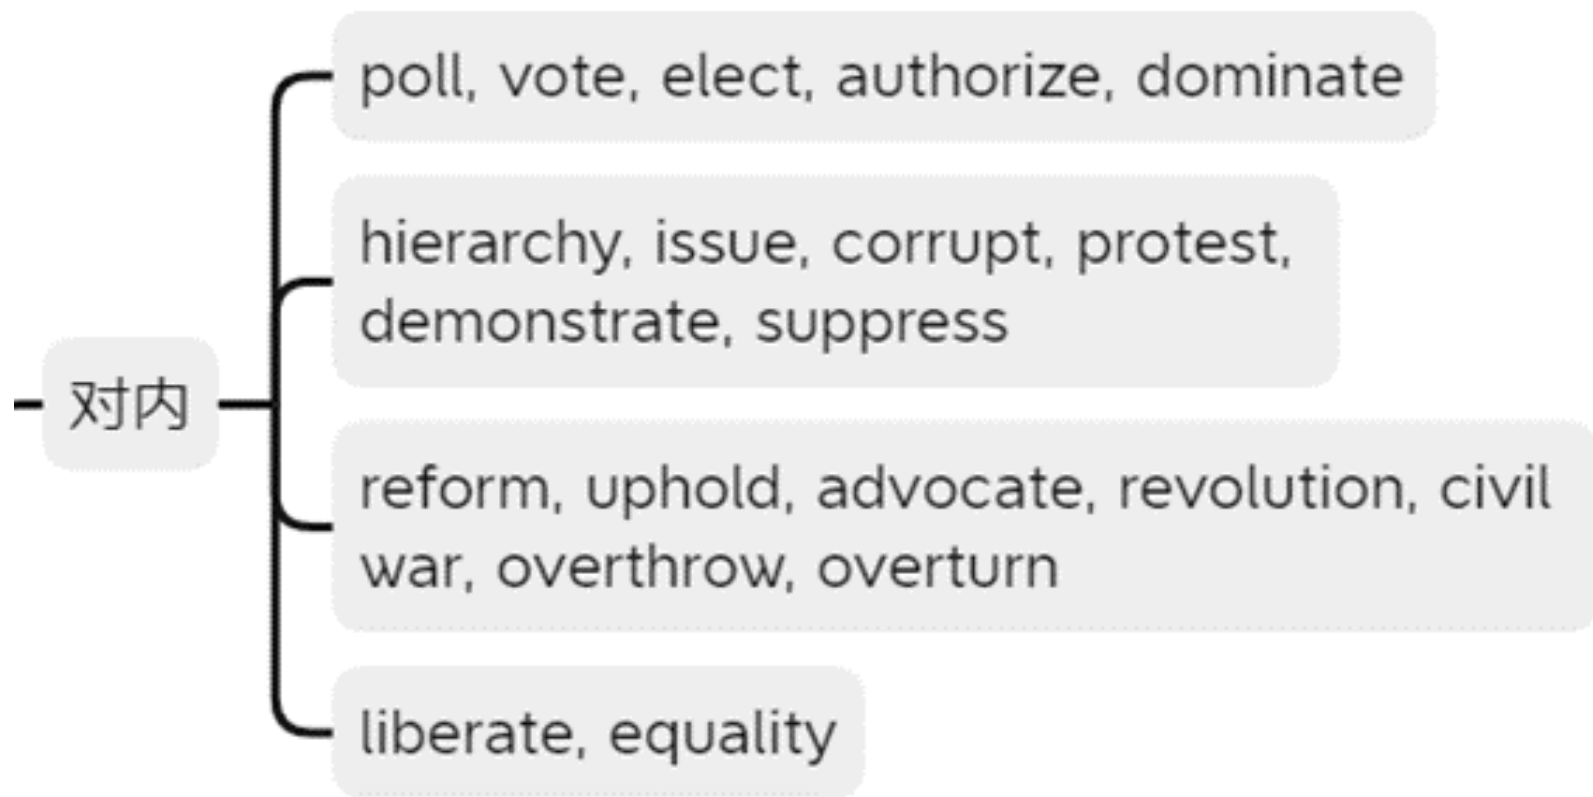 poll, vote, elect, authorize, dominate
hierarchy, issue, corrupt, protest,
demonstrate, suppress
对内
reform, uphold, advocate, revolution, civil
war, overthrow, overturn
liberate, equality